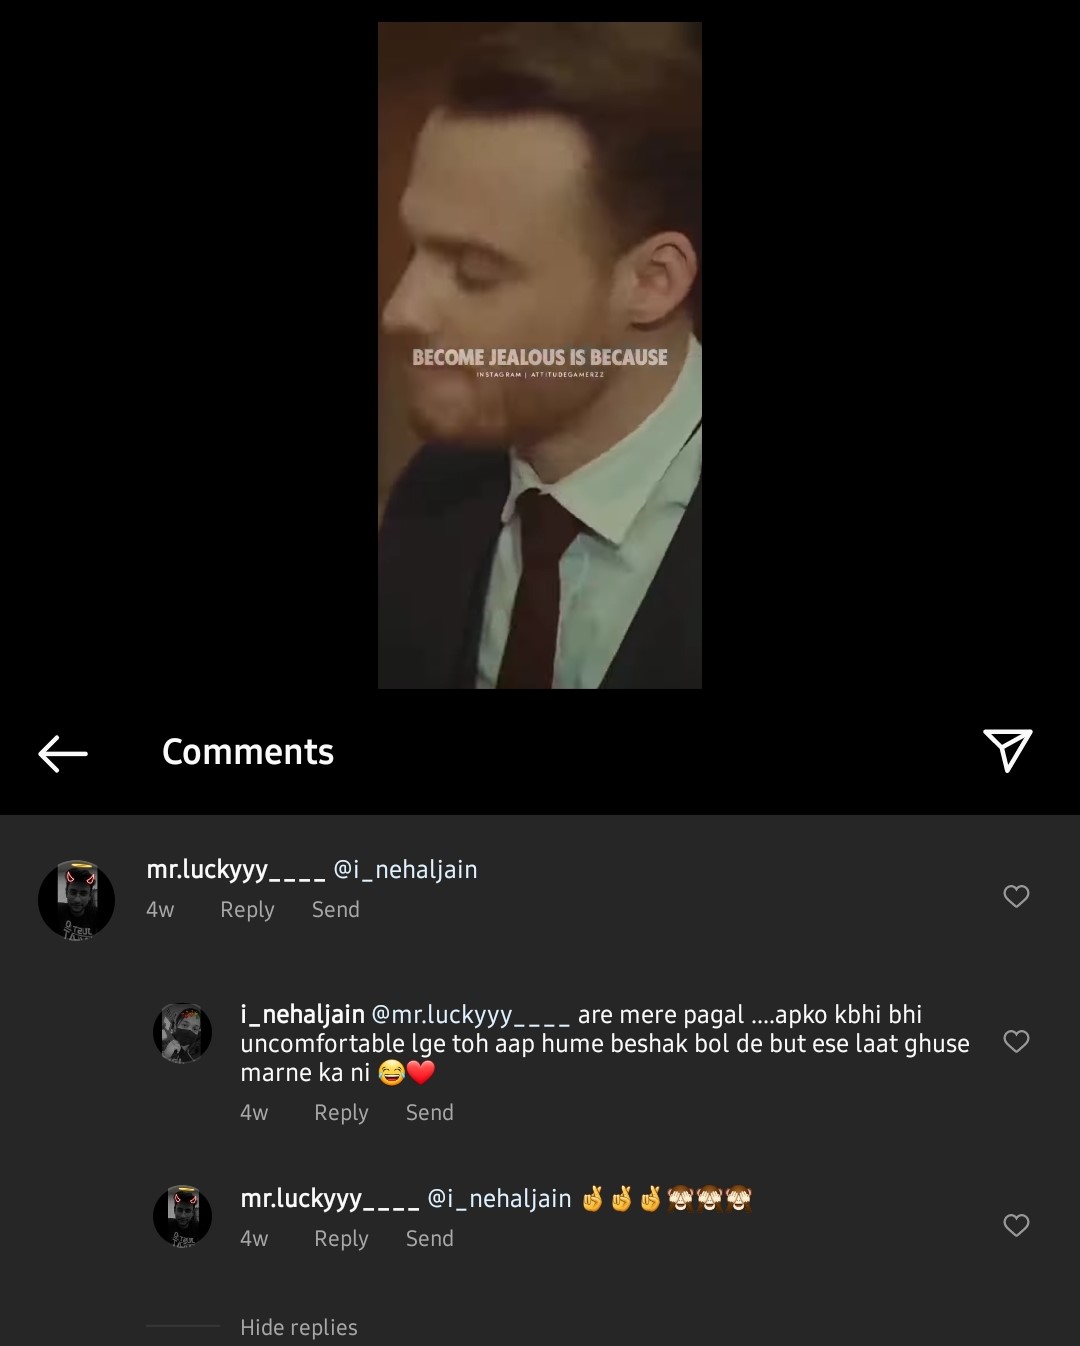 BECOME JEALOUS IS BECAUSE
INSTAGRAM | ATTITUDEGAMERZZ
Comments
mr.luckyyy____ @i_nehaljain
4w Reply Send
i_nehaljain @mr.luckyyy____ are mere pagal ....apko kbhi bhi
uncomfortable lge toh aap hume beshak bol de but ese laat ghuse
marne ka ni 😂❤️
4w Reply Send
mr.luckyyy____ @i_nehaljain 🤞🤞🤞🙈🙈🙈
4w Reply Send
Hide replies